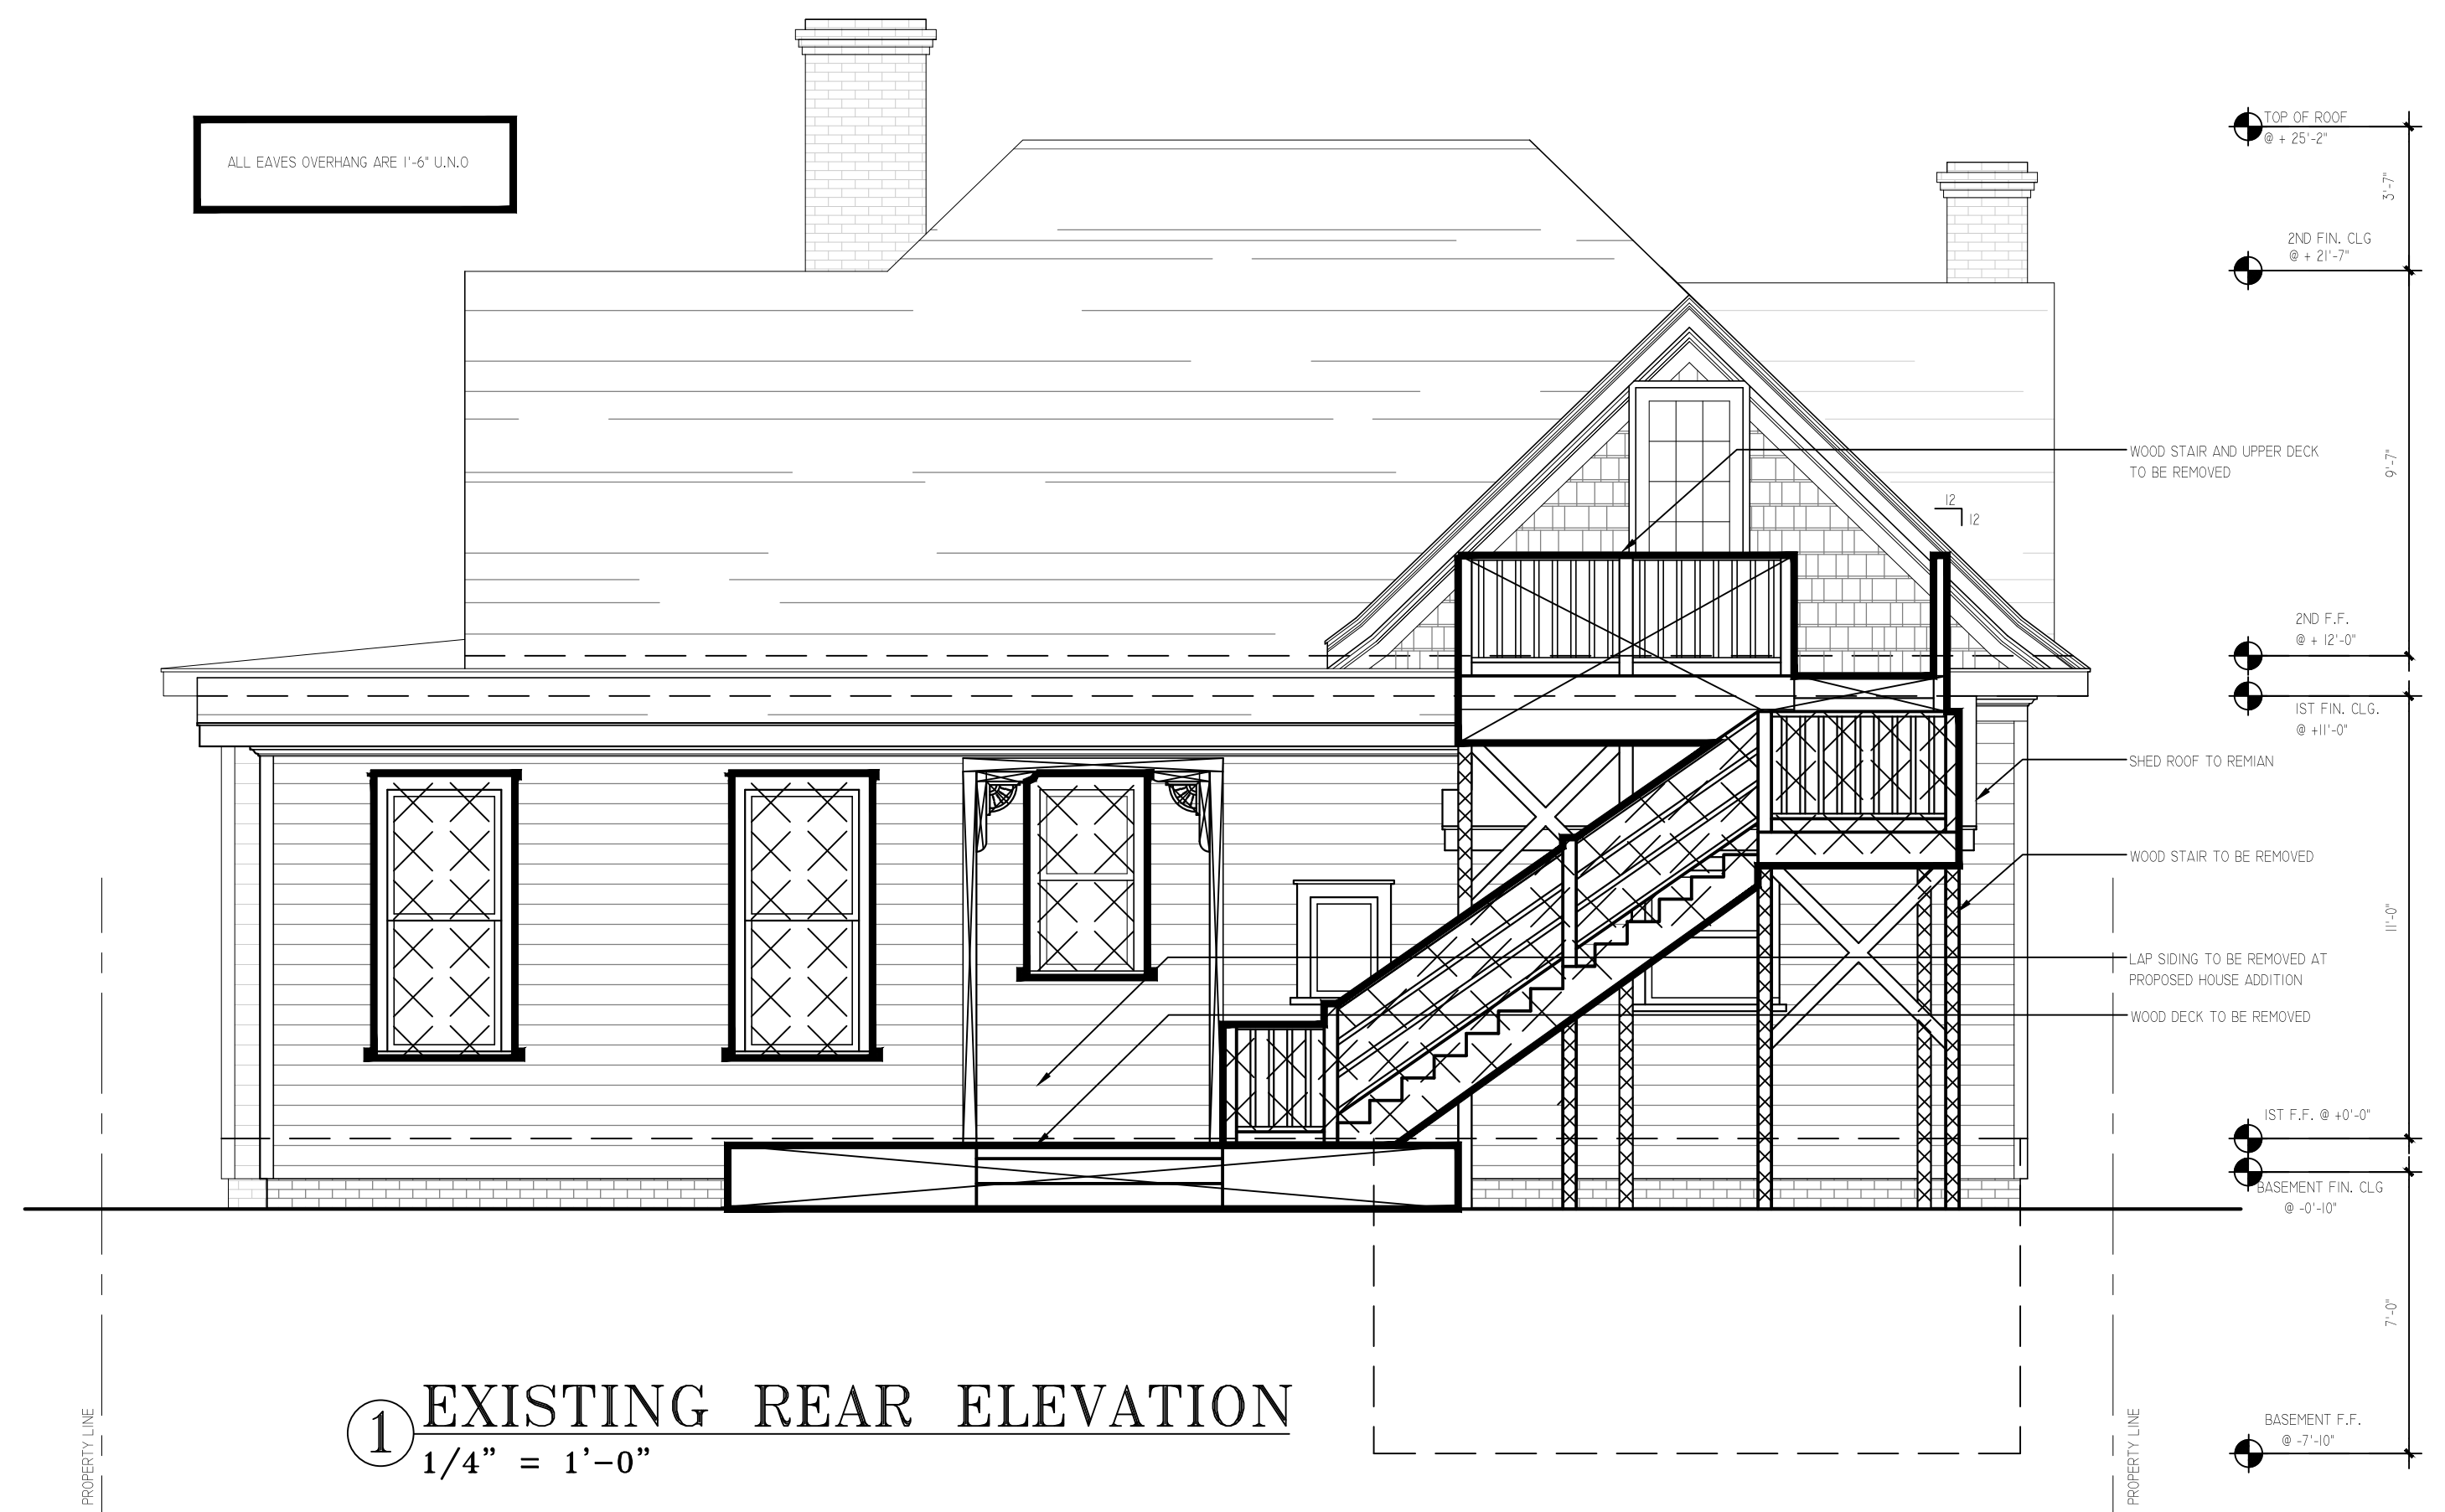 ALL EAVES OVERHANG ARE 1'-6" U.N.O
TOP OF ROOF
@ + 25'-2"
3'-7"
2ND FIN. CLG
@ + 21'-7"
WOOD STAIR AND UPPER DECK
TO BE REMOVED
9'-7"
12
12
2ND F.F.
@ + 12'-0"
1ST FIN. CLG.
@ +11'-0"
SHED ROOF TO REMIAN
WOOD STAIR TO BE REMOVED
11'-0"
LAP SIDING TO BE REMOVED AT
PROPOSED HOUSE ADDITION
WOOD DECK TO BE REMOVED
1ST F.F. @ +0'-0"
BASEMENT FIN. CLG
@ -0'-10"
7'-0"
BASEMENT F.F.
@ -7'-10"
PROPERTY LINE
PROPERTY LINE
1 EXISTING REAR ELEVATION
1/4" = 1'-0"